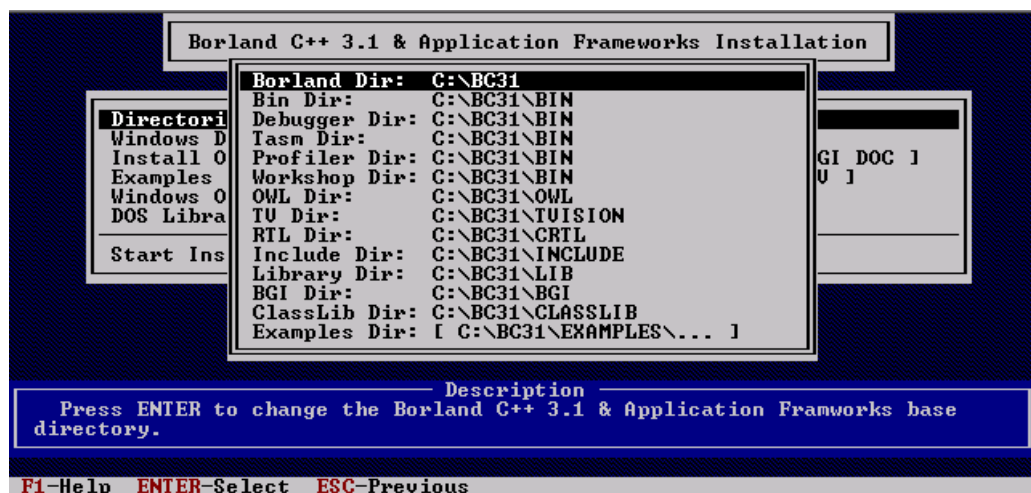 Borland C++ 3.1 & Application Frameworks Installation
Borland Dir: C:\BC31
Bin Dir: C:\BC31\BIN
Directori Debugger Dir: C:\BC31\BIN
Windows D Tasm Dir: C:\BC31\BIN
Install O Profiler Dir: C:\BC31\BIN GI DOC ]
Examples Workshop Dir: C:\BC31\BIN V ]
Windows O OWL Dir: C:\BC31\OWL
DOS Libra TV Dir: C:\BC31\TVISION
RTL Dir: C:\BC31\CRTL
Start Ins Include Dir: C:\BC31\INCLUDE
Library Dir: C:\BC31\LIB
BGI Dir: C:\BC31\BGI
ClassLib Dir: C:\BC31\CLASSLIB
Examples Dir: [ C:\BC31\EXAMPLES\... ]
Description
Press ENTER to change the Borland C++ 3.1 & Application Framworks base
directory.
F1-Help ENTER-Select ESC-Previous